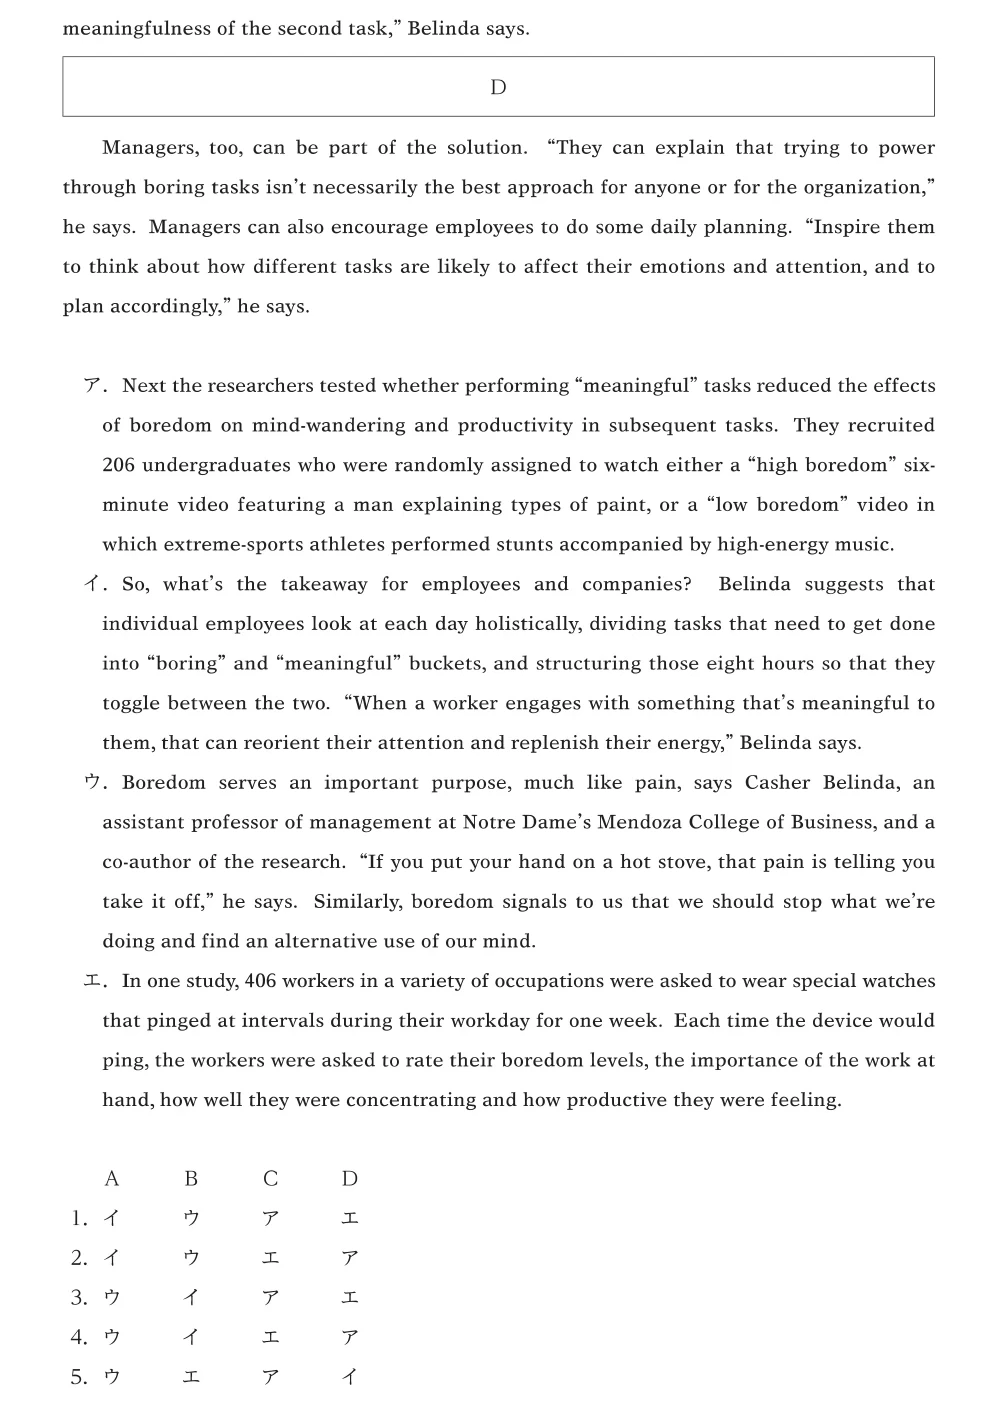 meaningfulness of the second task,” Belinda says.
D
Managers, too, can be part of the solution. “They can explain that trying to power
through boring tasks isn’t necessarily the best approach for anyone or for the organization,”
he says. Managers can also encourage employees to do some daily planning. “Inspire them
to think about how different tasks are likely to affect their emotions and attention, and to
plan accordingly,” he says.
ア. Next the researchers tested whether performing “meaningful” tasks reduced the effects
of boredom on mind-wandering and productivity in subsequent tasks. They recruited
206 undergraduates who were randomly assigned to watch either a “high boredom” six-
minute video featuring a man explaining types of paint, or a “low boredom” video in
which extreme-sports athletes performed stunts accompanied by high-energy music.
イ. So, what’s the takeaway for employees and companies? Belinda suggests that
individual employees look at each day holistically, dividing tasks that need to get done
into “boring” and “meaningful” buckets, and structuring those eight hours so that they
toggle between the two. “When a worker engages with something that’s meaningful to
them, that can reorient their attention and replenish their energy,” Belinda says.
ウ. Boredom serves an important purpose, much like pain, says Casher Belinda, an
assistant professor of management at Notre Dame’s Mendoza College of Business, and a
co-author of the research. “If you put your hand on a hot stove, that pain is telling you
take it off,” he says. Similarly, boredom signals to us that we should stop what we’re
doing and find an alternative use of our mind.
エ. In one study, 406 workers in a variety of occupations were asked to wear special watches
that pinged at intervals during their workday for one week. Each time the device would
ping, the workers were asked to rate their boredom levels, the importance of the work at
hand, how well they were concentrating and how productive they were feeling.
A B C D
1. イ ウ ア エ
2. イ ウ エ ア
3. ウ イ ア エ
4. ウ イ エ ア
5. ウ エ ア イ